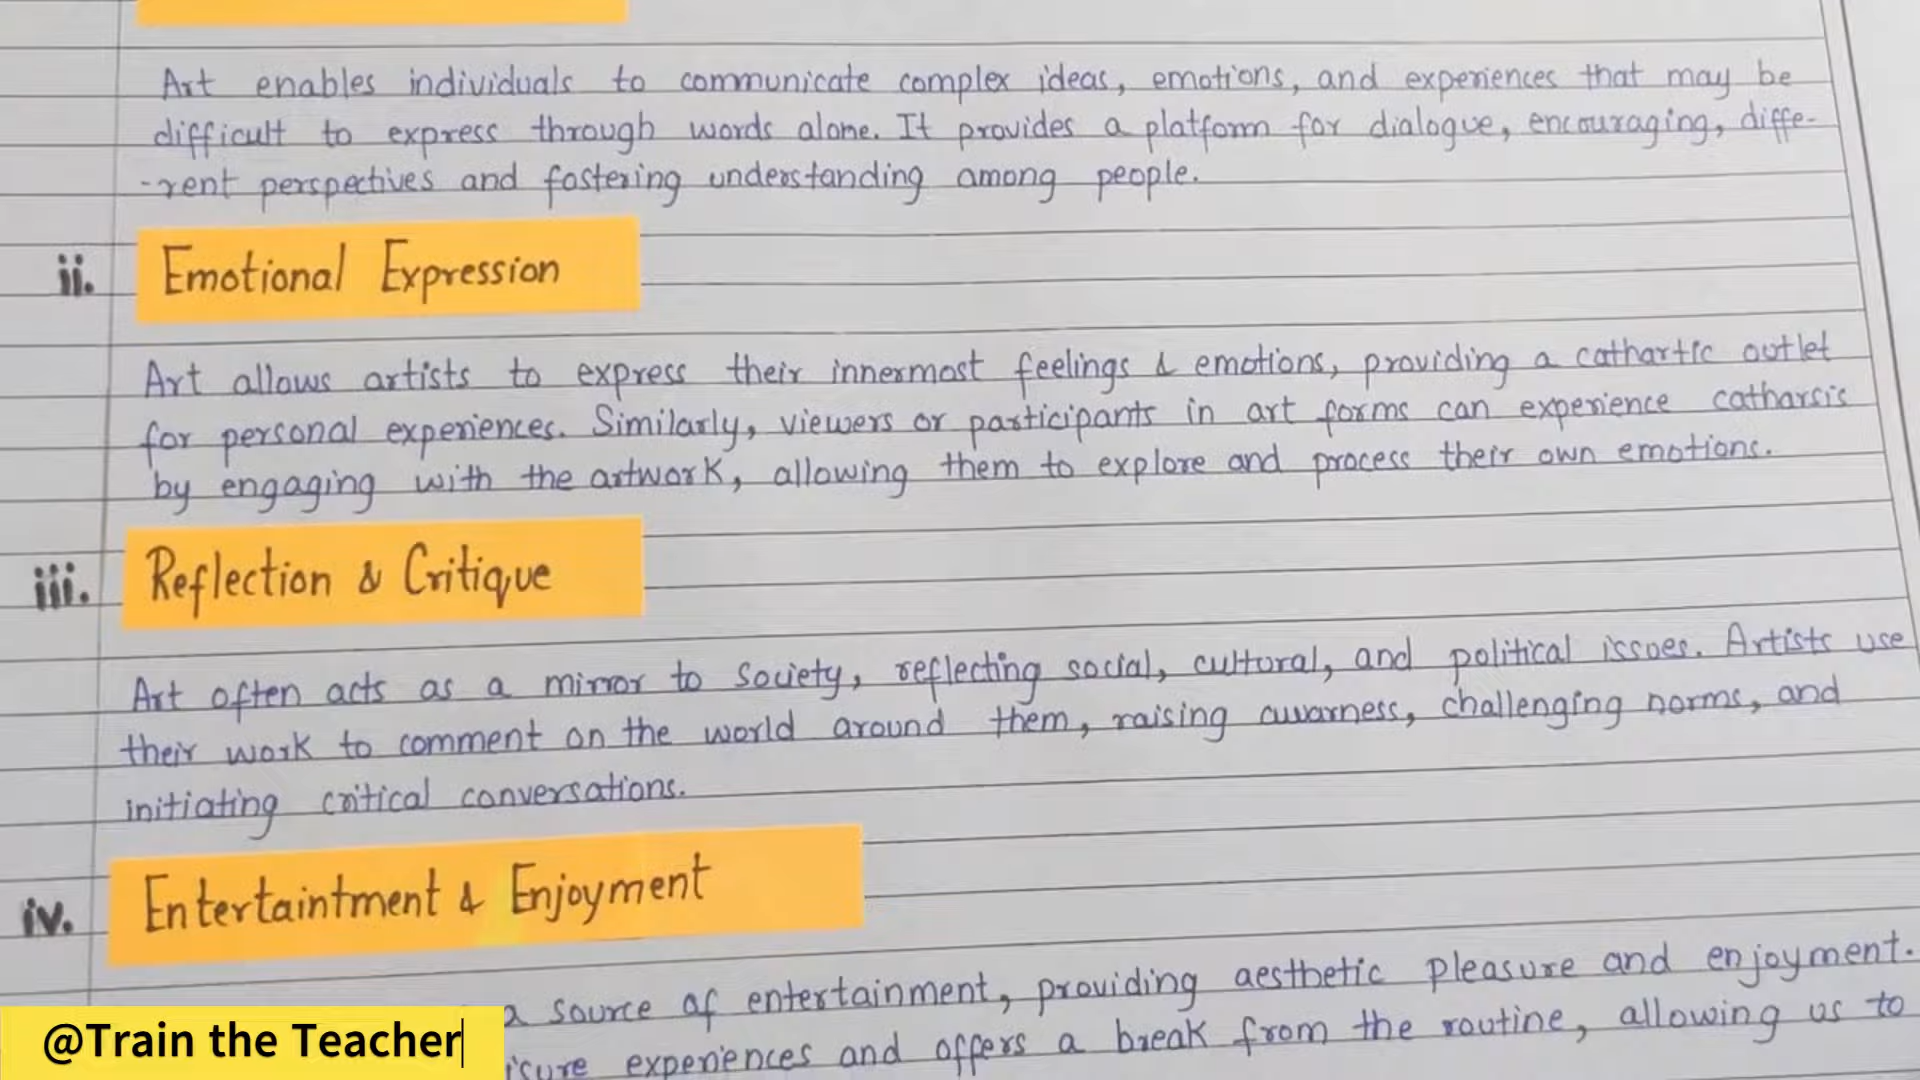 Art enables individuals to communicate complex ideas, emotions, and experiences that may be
difficult to express through words alone. It provides a platform for dialogue, encouraging, diffe-
-rent perspectives and fostering understanding among people.
ii. Emotional Expression
Art allows artists to express their innermost feelings & emotions, providing a cathartic outlet
for personal experiences. Similarly, viewers or participants in art forms can experience catharsis
by engaging with the artwork, allowing them to explore and process their own emotions.
iii. Reflection & Critique
Art often acts as a mirror to society, reflecting social, cultural, and political issues. Artists use
their work to comment on the world around them, raising awarness, challenging norms, and
initiating critical conversations.
iv. Entertaintment & Enjoyment
a source of entertainment, providing aesthetic pleasure and enjoyment.
experiences and offers a break from the routine, allowing us to
@Train the Teacher